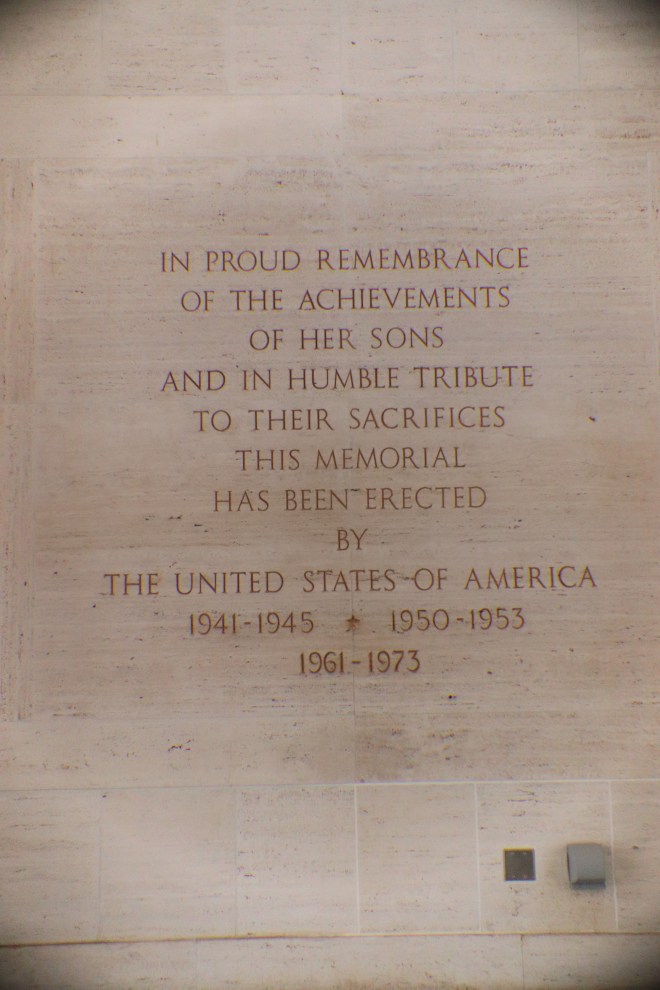 IN PROUD REMEMBRANCE
OF THE ACHIEVEMENTS
OF HER SONS
AND IN HUMBLE TRIBUTE
TO THEIR SACRIFICES
THIS MEMORIAL
HAS BEEN ERECTED
BY
THE UNITED STATES OF AMERICA
1941-1945 ★ 1950-1953
1961-1973